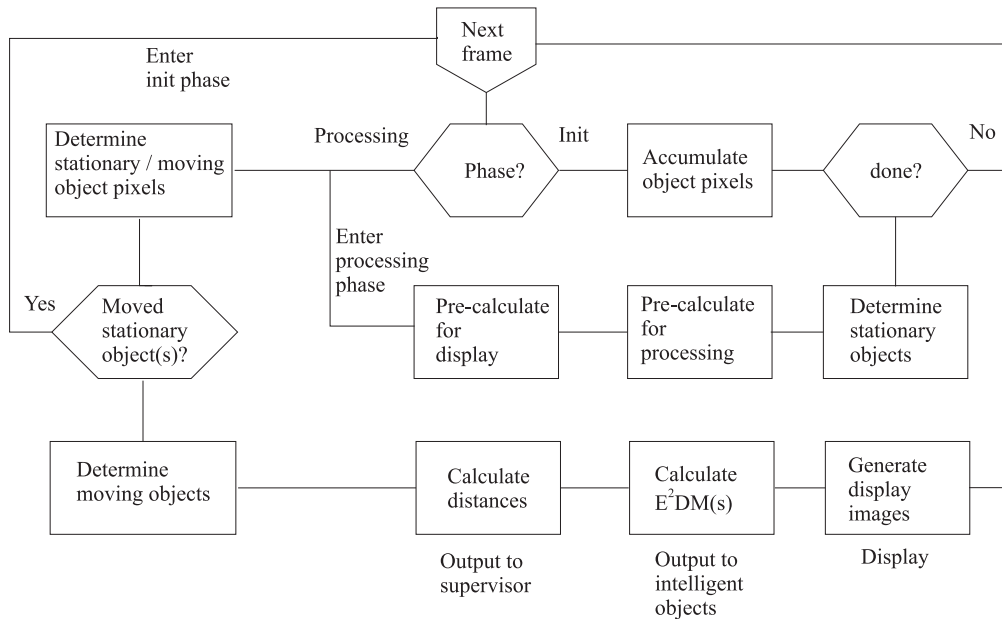 Next
frame
Enter
init phase
Determine
stationary / moving
object pixels
Processing
Phase?
Init
Accumulate
object pixels
done?
No
Enter
processing
phase
Yes
Moved
stationary
object(s)?
Pre-calculate
for
display
Pre-calculate
for
processing
Determine
stationary
objects
Determine
moving objects
Calculate
distances
Calculate
E²DM(s)
Generate
display
images
Output to
supervisor
Output to
intelligent
objects
Display